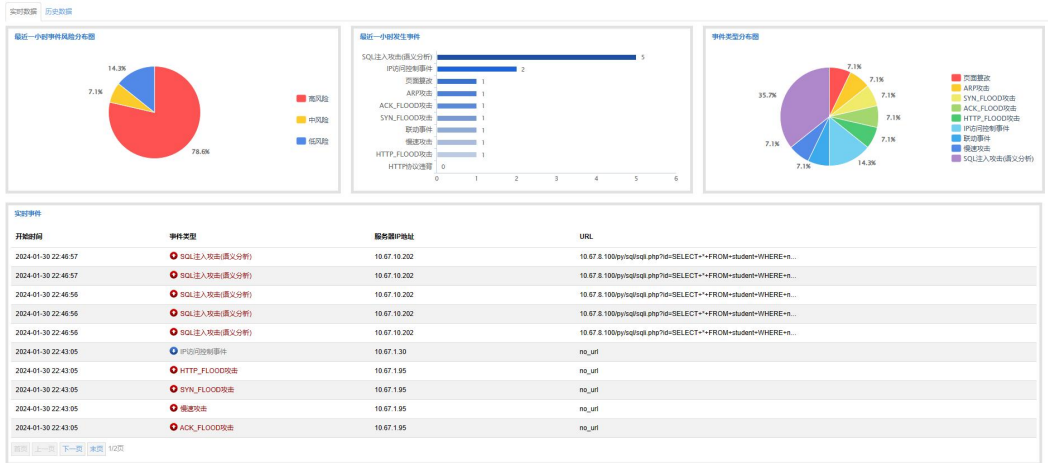 实时数据 历史数据
最近一小时事件风险分布图
14.3%
7.1%
78.6%
高风险
中风险
低风险
最近一小时发生事件
SQL注入攻击(语义分析) 5
IP访问控制事件 2
页面篡改 1
ARP攻击 1
ACK_FLOOD攻击 1
SYN_FLOOD攻击 1
联动事件 1
慢速攻击 1
HTTP_FLOOD攻击 1
HTTP协议违背 0
0 1 2 3 4 5 6
事件类型分布图
7.1%
7.1%
7.1%
7.1%
7.1%
14.3%
7.1%
7.1%
35.7%
页面篡改
ARP攻击
SYN_FLOOD攻击
ACK_FLOOD攻击
HTTP_FLOOD攻击
IP访问控制事件
联动事件
慢速攻击
SQL注入攻击(语义分析)
实时事件
开始时间 事件类型 服务器IP地址 URL
2024-01-30 22:46:57 SQL注入攻击(语义分析) 10.67.10.202 10.67.8.100/py/sql/sqli.php?id=SELECT+*+FROM+student+WHERE+n...
2024-01-30 22:46:57 SQL注入攻击(语义分析) 10.67.10.202 10.67.8.100/py/sql/sqli.php?id=SELECT+*+FROM+student+WHERE+n...
2024-01-30 22:46:56 SQL注入攻击(语义分析) 10.67.10.202 10.67.8.100/py/sql/sqli.php?id=SELECT+*+FROM+student+WHERE+n...
2024-01-30 22:46:56 SQL注入攻击(语义分析) 10.67.10.202 10.67.8.100/py/sql/sqli.php?id=SELECT+*+FROM+student+WHERE+n...
2024-01-30 22:46:56 SQL注入攻击(语义分析) 10.67.10.202 10.67.8.100/py/sql/sqli.php?id=SELECT+*+FROM+student+WHERE+n...
2024-01-30 22:43:05 IP访问控制事件 10.67.1.30 no_url
2024-01-30 22:43:05 HTTP_FLOOD攻击 10.67.1.95 no_url
2024-01-30 22:43:05 SYN_FLOOD攻击 10.67.1.95 no_url
2024-01-30 22:43:05 慢速攻击 10.67.1.95 no_url
2024-01-30 22:43:05 ACK_FLOOD攻击 10.67.1.95 no_url
首页 上一页 下一页 末页 1/2页